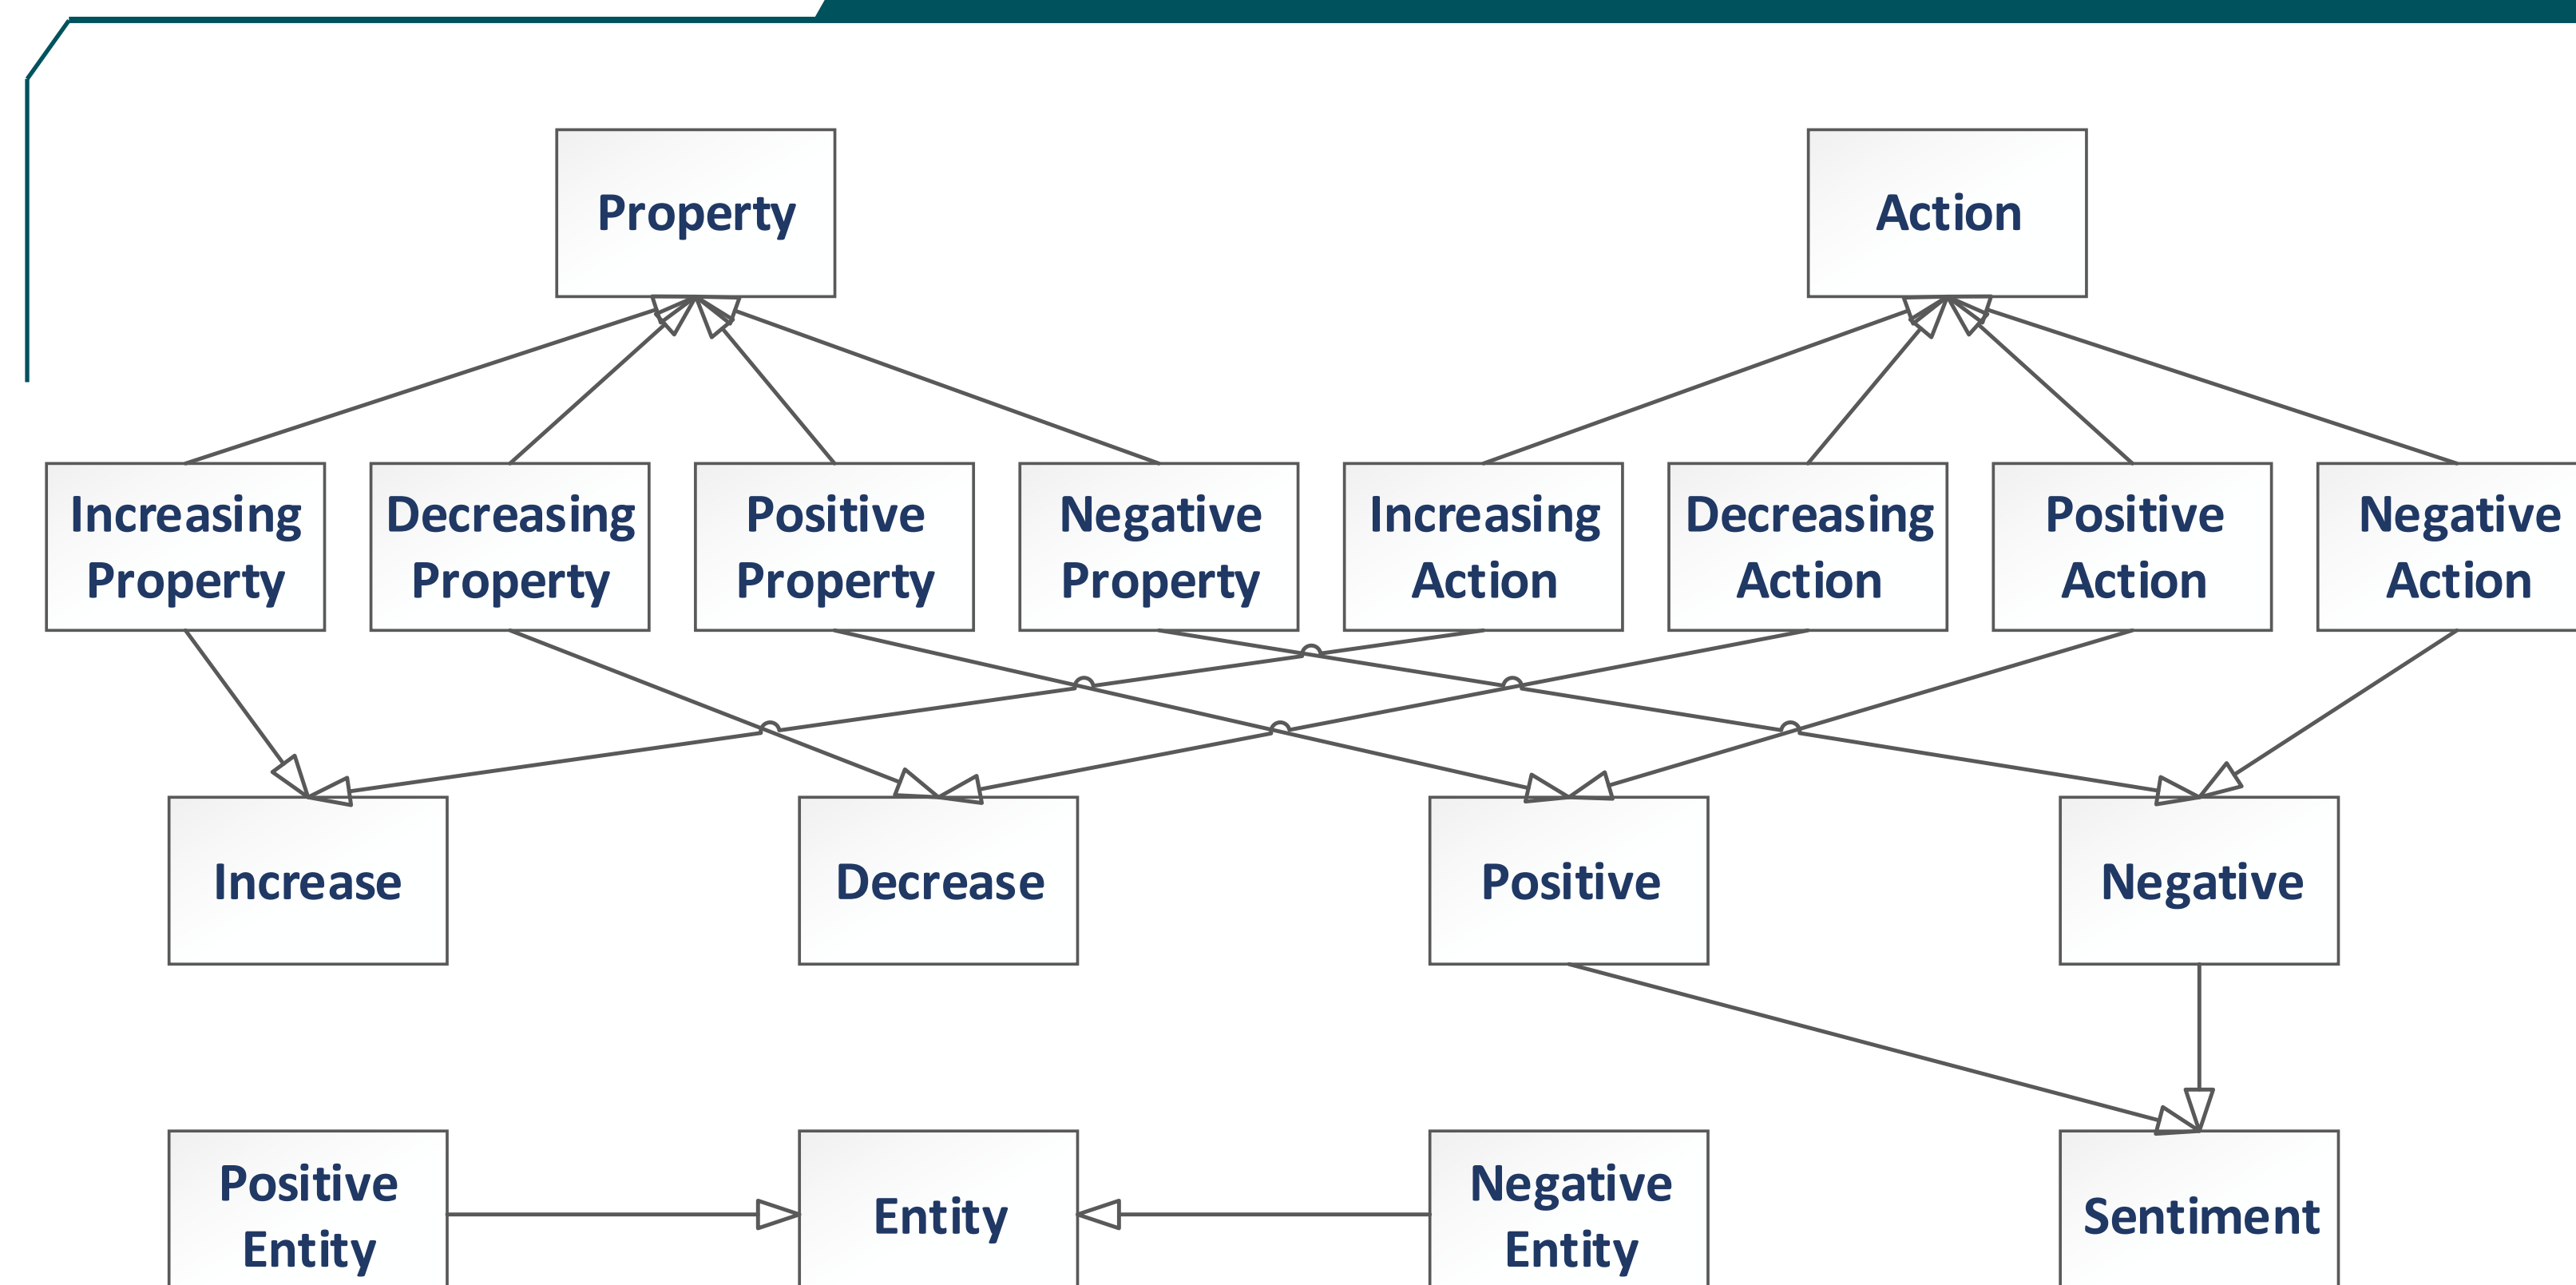 Property
Action
Increasing
Property
Decreasing
Property
Positive
Property
Negative
Property
Increasing
Action
Decreasing
Action
Positive
Action
Negative
Action
Increase
Decrease
Positive
Negative
Positive
Entity
Entity
Negative
Entity
Sentiment